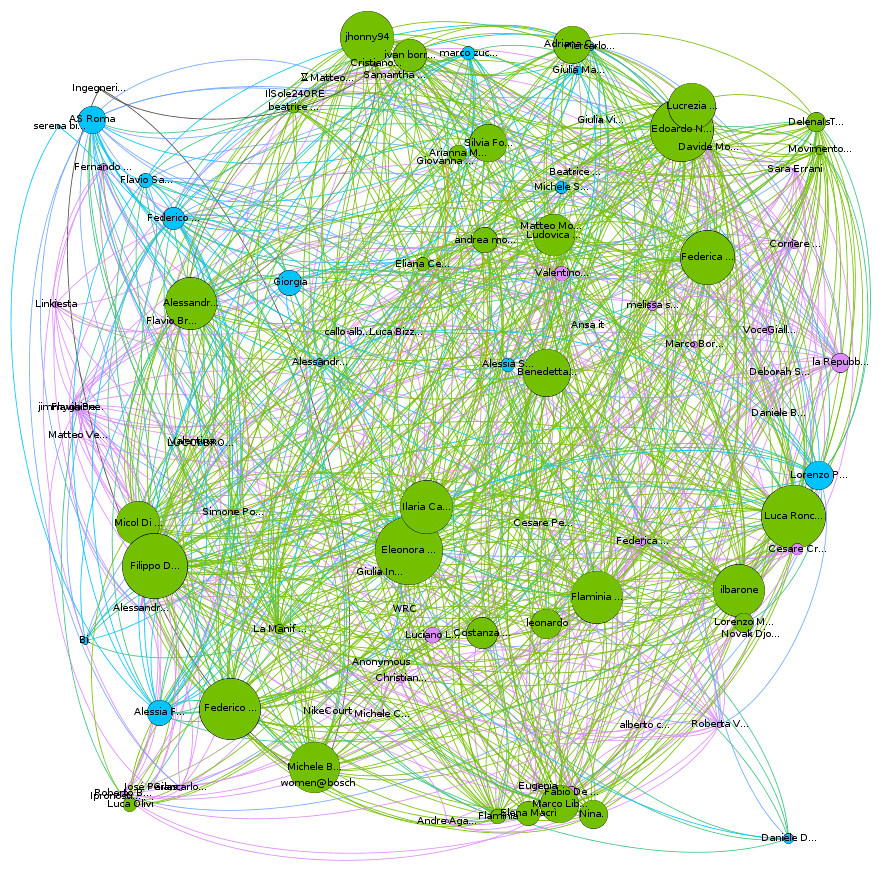 jhonny94
ivan borr...
marco zuc...
Cristiano...
Samantha ...
Matteo...
Ingegneri...
IlSole24ORE
beatrice ...
Giulia Ma...
AS Roma
serena bi...
Giulia Vi...
Lucrezia ...
Edoardo N...
DelenaIsT...
Silvia Fo...
Arianna M...
Giovanna ...
Davide Mo...
Movimento...
Fernando ...
Flavio Sa...
Beatrice ...
Michele S...
Sara Errani
Federico ...
Matteo Mo...
Ludovica ...
andrea mo...
Corriere ...
Eliana Ce...
Federica ...
Valentino...
Giorgia
Alessandr...
Linkiesta
Flavio Br...
melissa s...
callo alb...
Luca Bizz...
Ansa.it
VoceGiall...
Marco Bor...
Alessandr...
Alessia S...
Benedetta...
la Repubb...
Deborah S...
Daniele B...
Matteo Ve...
Lorenzo P...
Simone Po...
Micol Di ...
Ilaria Ca...
Cesare Pe...
Luca Ronc...
Federica ...
Cesare Cr...
Eleonora ...
Filippo D...
Giulia In...
Alessandr...
WRC
Flaminia ...
ilbarone
La Manif...
Luciano L...
Costanza ...
leonardo
Lorenzo M...
Novak Djo...
Anonymous
Christian...
Alessia F...
Federico ...
NikeCourt
Michele C...
alberto c...
Roberta V...
Michele B...
women@bosch
Roberto B...
Luca Olivi
Eugenia
Fabio De ...
Marco Lib...
Andre Aga...
Flaminia
Elena Macri
Nina.
Daniele D...